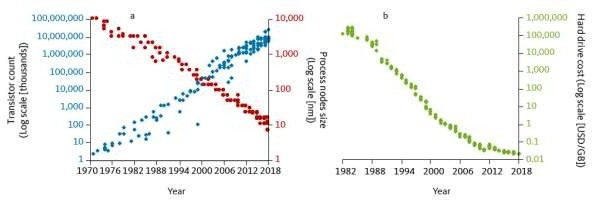 a
100,000,000
10,000,000
1,000,000
100,000
10,000
1,000
100
10
1
Transistor count
(Log scale [thousands])
10,000
1,000
100
10
1
Process nodes size
(Log scale [nm])
1970 1976 1982 1988 1994 2000 2006 2012 2018
Year
b
1,000,000
100,000
10,000
1,000
100
10
1
0.1
0.01
Hard drive cost (Log scale [USD/GB])
1982 1988 1994 2000 2006 2012 2018
Year